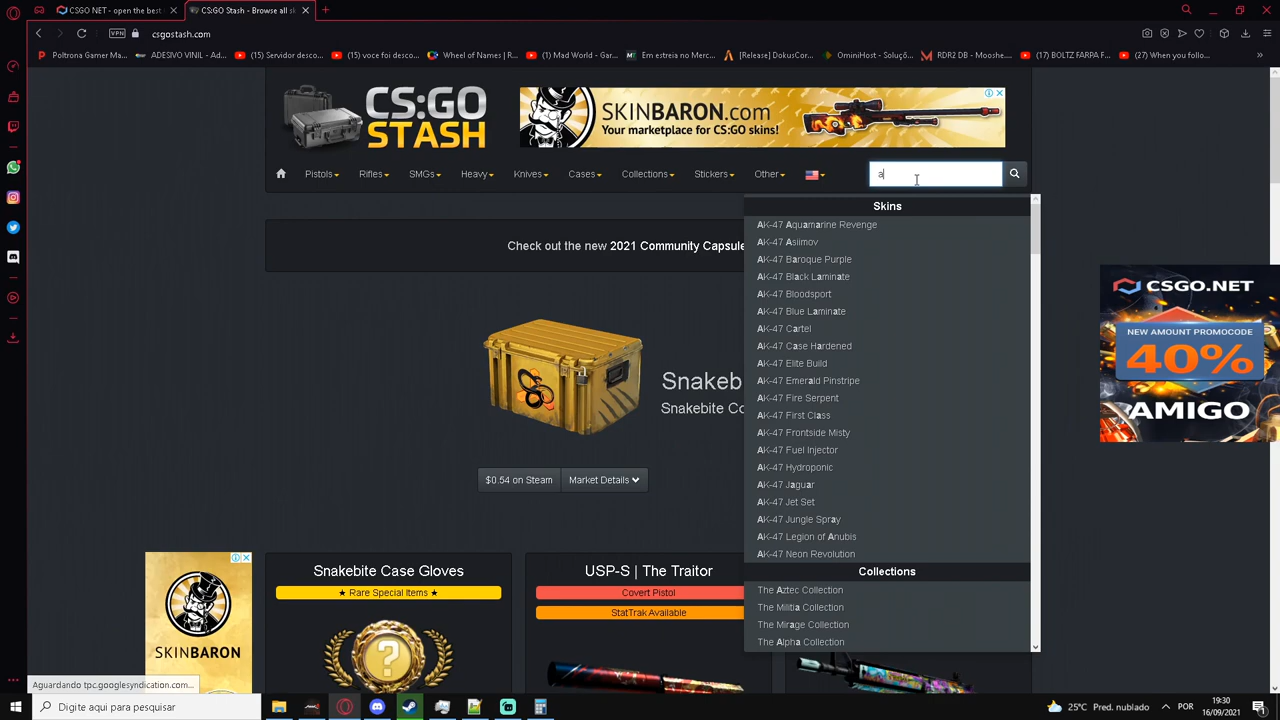 CSGO NET - open the best
CS:GO Stash - Browse all s
VPN
csgostash.com
Poltrona Gamer Ma...
ADESIVO VINIL - Ad...
(15) Servidor desco...
(15) voce foi desco...
Wheel of Names | R...
(1) Mad World - Gar...
Em estreia no Merc...
[Release] DokusCor...
OminiHost - Soluçõ...
RDR2 DB - Mooshe...
(17) BOLTZ FARPA F...
(27) When you follo...
CS:GO
STASH
SKINBARON.com
Your marketplace for CS:GO skins!
Pistols
Rifles
SMGs
Heavy
Knives
Cases
Collections
Stickers
Other
a
Check out the new 2021 Community Capsule
Skins
AK-47 Aquamarine Revenge
AK-47 Asiimov
AK-47 Baroque Purple
AK-47 Black Laminate
AK-47 Bloodsport
AK-47 Blue Laminate
AK-47 Cartel
AK-47 Case Hardened
AK-47 Elite Build
AK-47 Emerald Pinstripe
AK-47 Fire Serpent
AK-47 First Class
AK-47 Frontside Misty
AK-47 Fuel Injector
AK-47 Hydroponic
AK-47 Jaguar
AK-47 Jet Set
AK-47 Jungle Spray
AK-47 Legion of Anubis
AK-47 Neon Revolution
Collections
The Aztec Collection
The Militia Collection
The Mirage Collection
The Alpha Collection
Snakeb
Snakebite Co
$0.54 on Steam
Market Details
CSGO.NET
NEW AMOUNT PROMOCODE
40%
AMIGO
SKINBARON
Snakebite Case Gloves
★ Rare Special Items ★
USP-S | The Traitor
Covert Pistol
StatTrak Available
Aguardando tpc.googlesyndication.com...
Digite aqui para pesquisar
25°C Pred. nublado
POR
19:30
16/09/2021
1